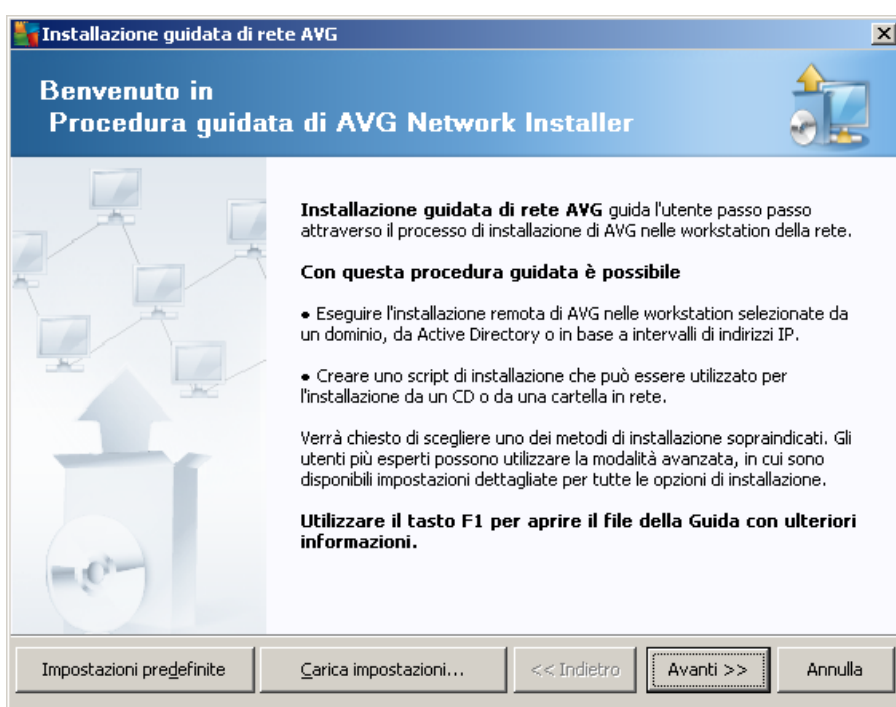 Installazione guidata di rete AVG
Benvenuto in
Procedura guidata di AVG Network Installer
Installazione guidata di rete AVG guida l'utente passo passo
attraverso il processo di installazione di AVG nelle workstation della rete.
Con questa procedura guidata è possibile
• Eseguire l'installazione remota di AVG nelle workstation selezionate da
un dominio, da Active Directory o in base a intervalli di indirizzi IP.
• Creare uno script di installazione che può essere utilizzato per
l'installazione da un CD o da una cartella in rete.
Verrà chiesto di scegliere uno dei metodi di installazione sopraindicati. Gli
utenti più esperti possono utilizzare la modalità avanzata, in cui sono
disponibili impostazioni dettagliate per tutte le opzioni di installazione.
Utilizzare il tasto F1 per aprire il file della Guida con ulteriori
informazioni.
Impostazioni predefinite
Carica impostazioni...
<< Indietro
Avanti >>
Annulla